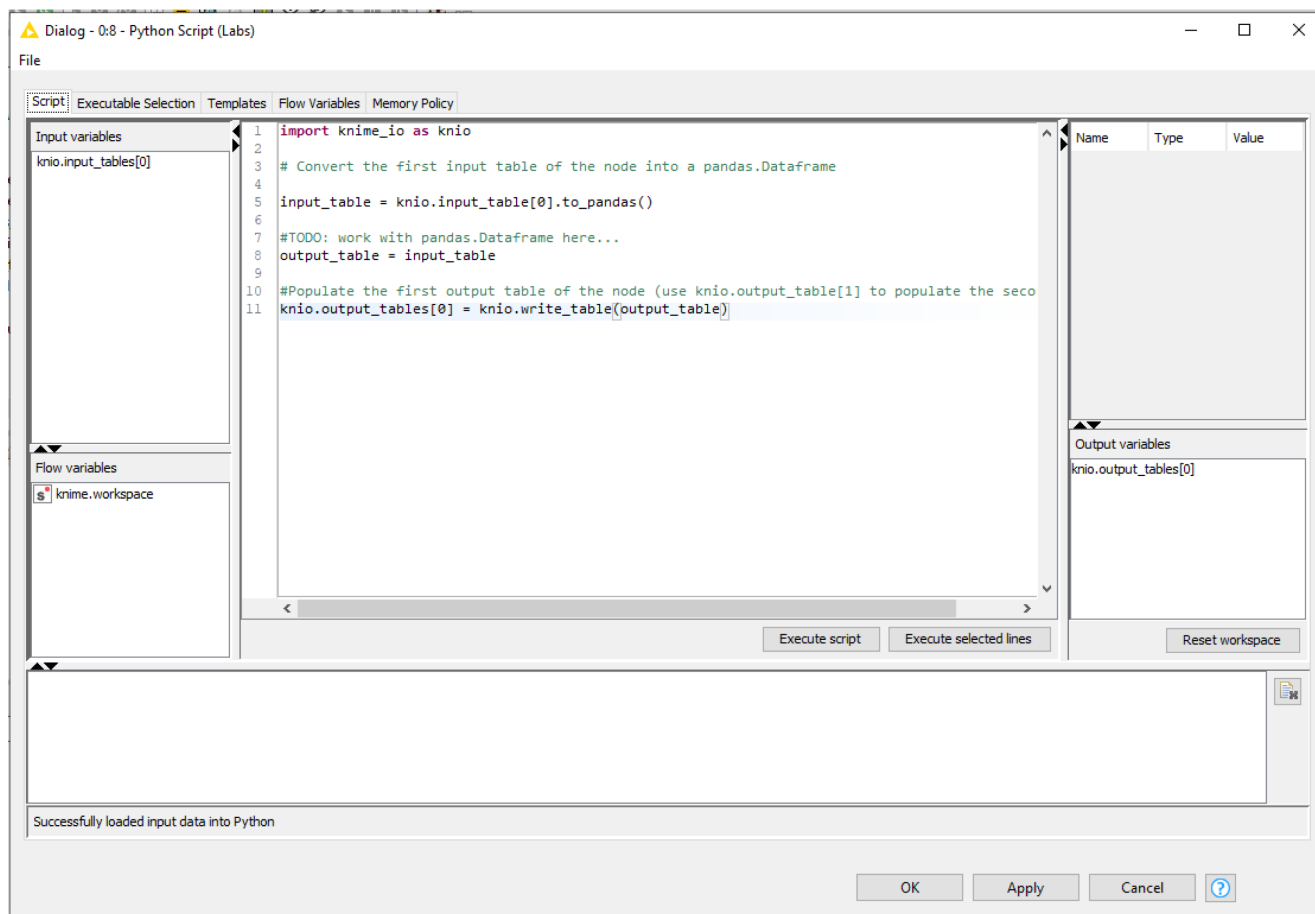 Dialog - 0:8 - Python Script (Labs)
File
Script Executable Selection Templates Flow Variables Memory Policy
Input variables
knio.input_tables[0]
Flow variables
s knime.workspace
1 import knime_io as knio
2
3 # Convert the first input table of the node into a pandas.Dataframe
4
5 input_table = knio.input_table[0].to_pandas()
6
7 #TODO: work with pandas.Dataframe here...
8 output_table = input_table
9
10 #Populate the first output table of the node (use knio.output_table[1] to populate the seco
11 knio.output_tables[0] = knio.write_table(output_table)
Execute script Execute selected lines
Name Type Value
Output variables
knio.output_tables[0]
Reset workspace
Successfully loaded input data into Python
OK Apply Cancel ?